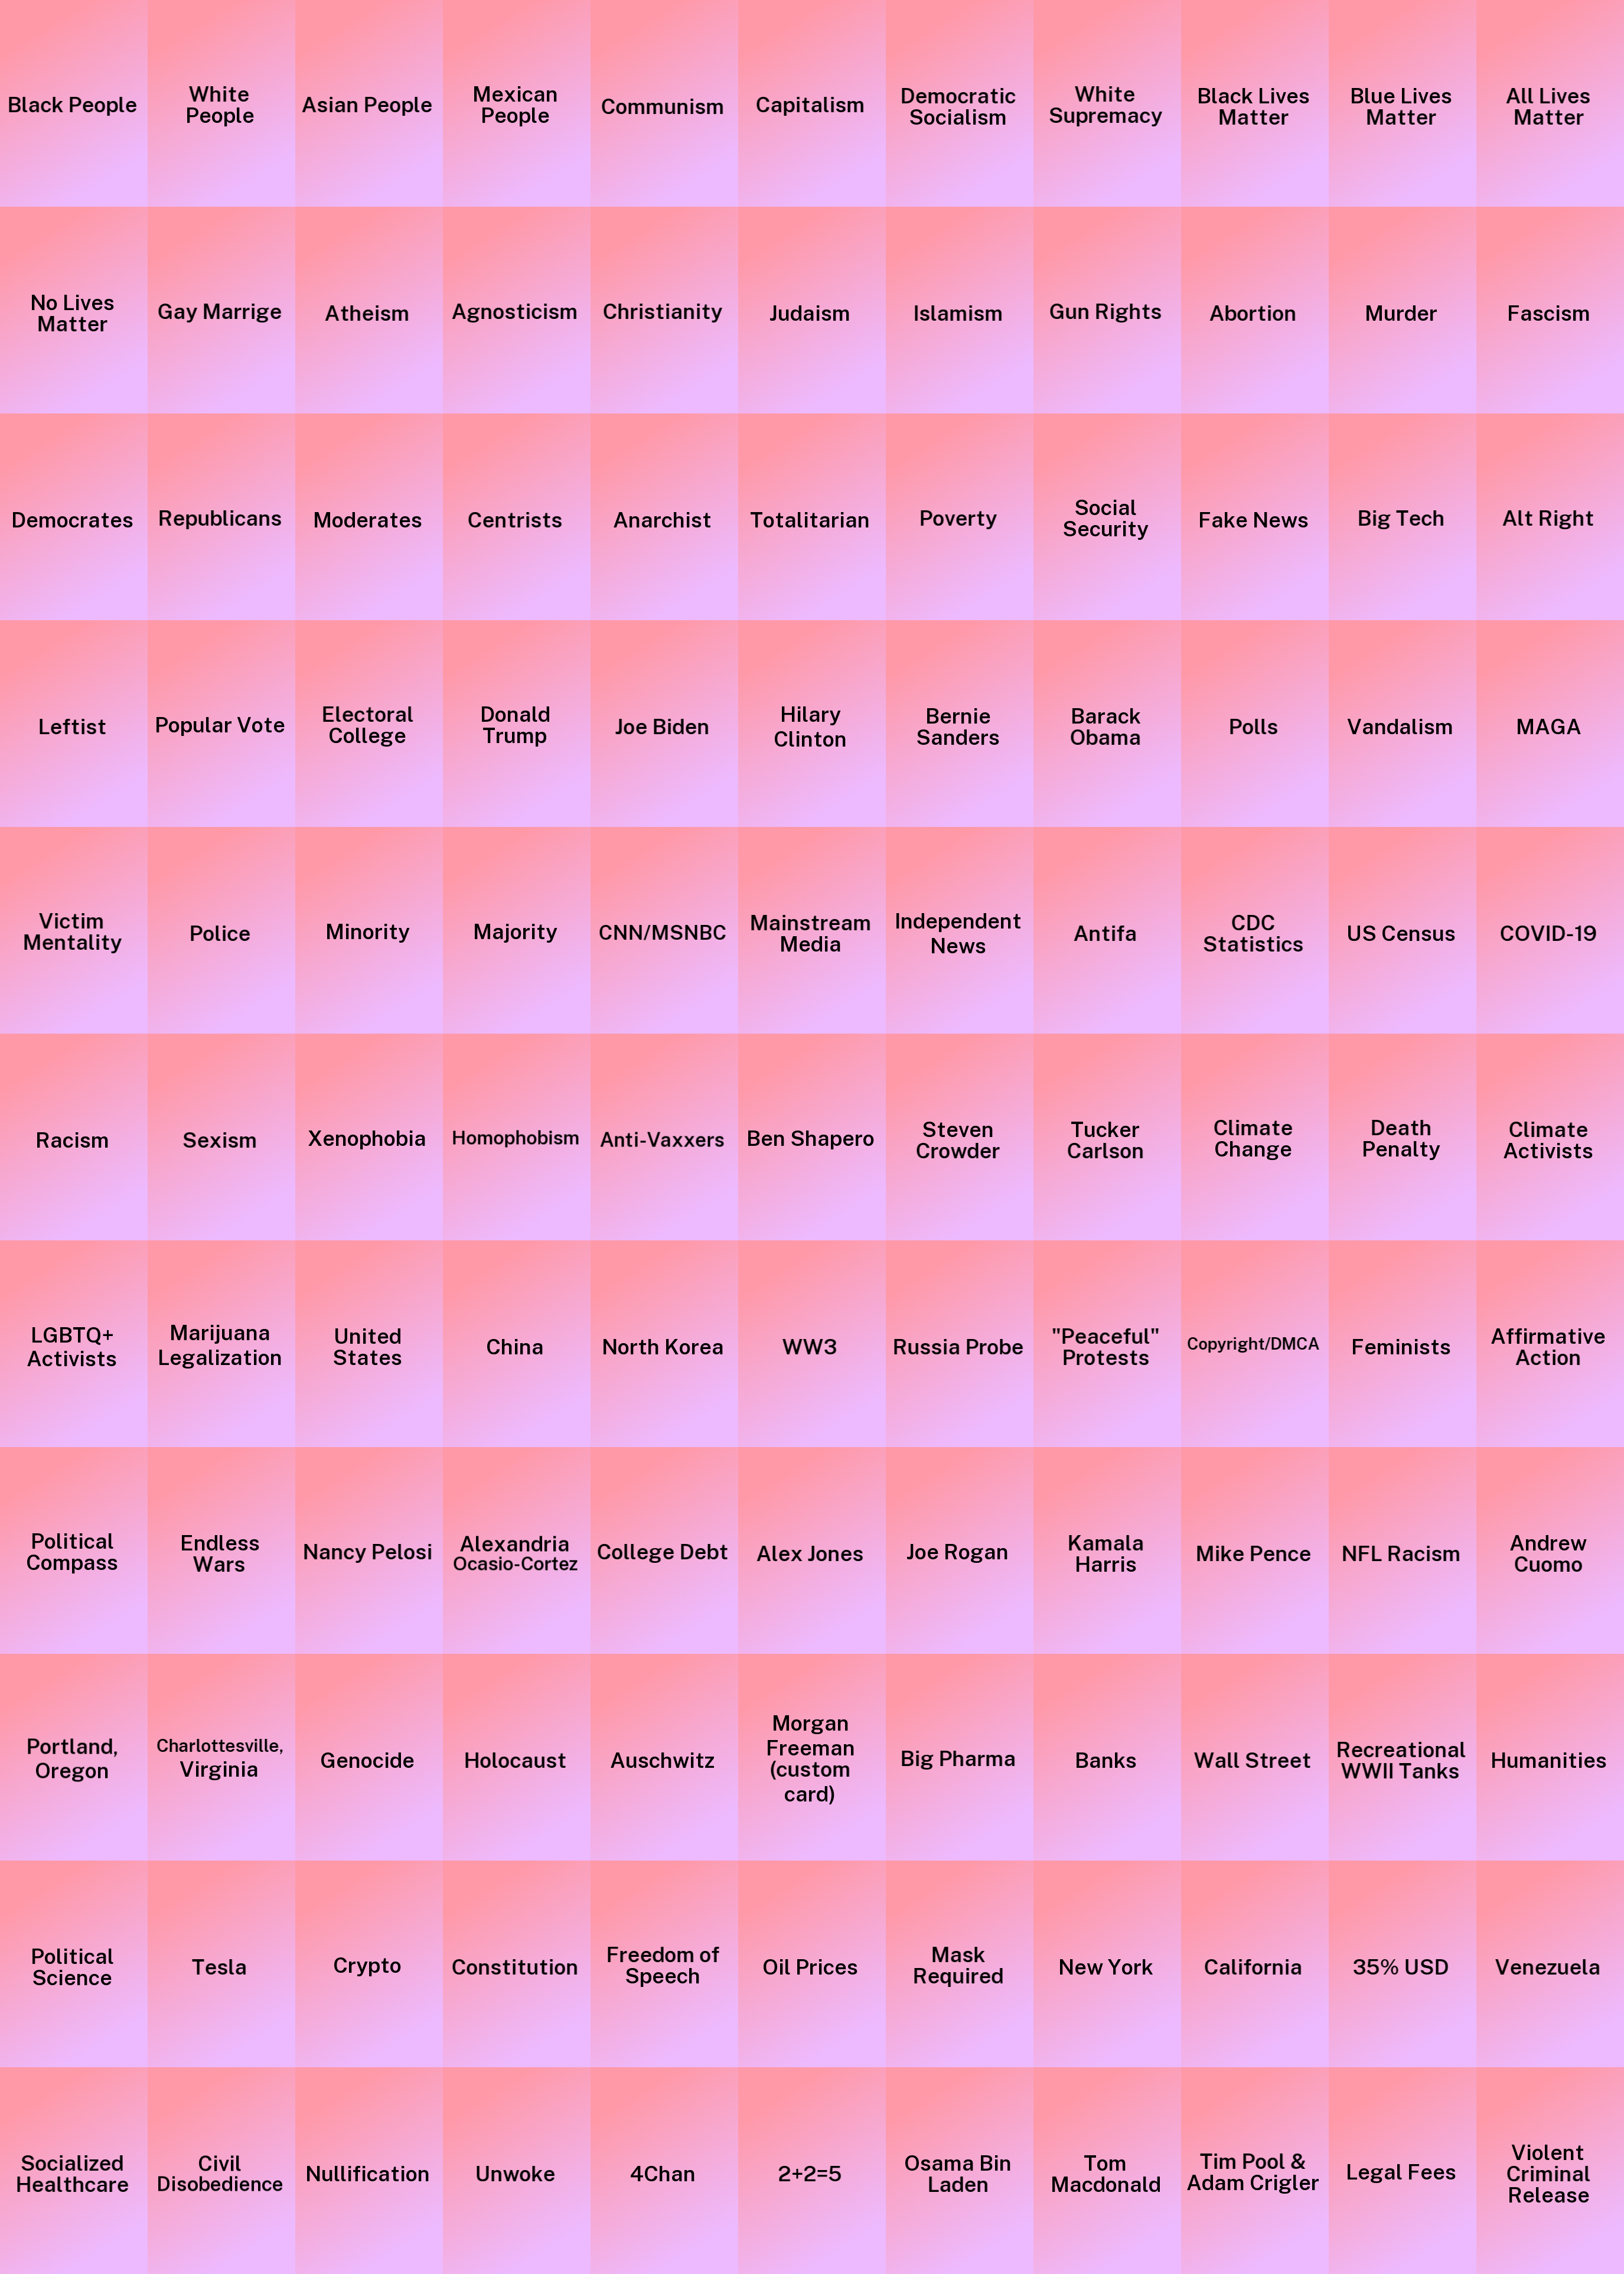 Black People
White
People
Asian People
Mexican
People
Communism
Capitalism
Democratic
Socialism
White
Supremacy
Black Lives
Matter
Blue Lives
Matter
All Lives
Matter
No Lives
Matter
Gay Marrige
Atheism
Agnosticism
Christianity
Judaism
Islamism
Gun Rights
Abortion
Murder
Fascism
Democrates
Republicans
Moderates
Centrists
Anarchist
Totalitarian
Poverty
Social
Security
Fake News
Big Tech
Alt Right
Leftist
Popular Vote
Electoral
College
Donald
Trump
Joe Biden
Hilary
Clinton
Bernie
Sanders
Barack
Obama
Polls
Vandalism
MAGA
Victim
Mentality
Police
Minority
Majority
CNN/MSNBC
Mainstream
Media
Independent
News
Antifa
CDC
Statistics
US Census
COVID-19
Racism
Sexism
Xenophobia
Homophobism
Anti-Vaxxers
Ben Shapero
Steven
Crowder
Tucker
Carlson
Climate
Change
Death
Penalty
Climate
Activists
LGBTQ+
Activists
Marijuana
Legalization
United
States
China
North Korea
WW3
Russia Probe
"Peaceful"
Protests
Copyright/DMCA
Feminists
Affirmative
Action
Political
Compass
Endless
Wars
Nancy Pelosi
Alexandria
Ocasio-Cortez
College Debt
Alex Jones
Joe Rogan
Kamala
Harris
Mike Pence
NFL Racism
Andrew
Cuomo
Portland,
Oregon
Charlottesville,
Virginia
Genocide
Holocaust
Auschwitz
Morgan
Freeman
(custom
card)
Big Pharma
Banks
Wall Street
Recreational
WWII Tanks
Humanities
Political
Science
Tesla
Crypto
Constitution
Freedom of
Speech
Oil Prices
Mask
Required
New York
California
35% USD
Venezuela
Socialized
Healthcare
Civil
Disobedience
Nullification
Unwoke
4Chan
2+2=5
Osama Bin
Laden
Tom
Macdonald
Tim Pool &
Adam Crigler
Legal Fees
Violent
Criminal
Release